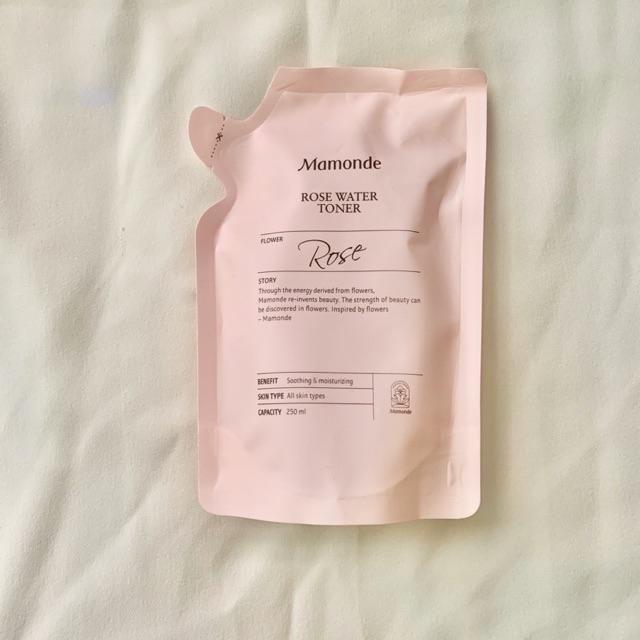 Mamonde
ROSE WATER
TONER
FLOWER
Rose
STORY
Through the energy derived from flowers,
Mamonde re-invents beauty. The strength of beauty can
be discovered in flowers. Inspired by flowers
– Mamonde
BENEFIT Soothing & moisturizing
SKIN TYPE All skin types
CAPACITY 250 ml
Mamonde